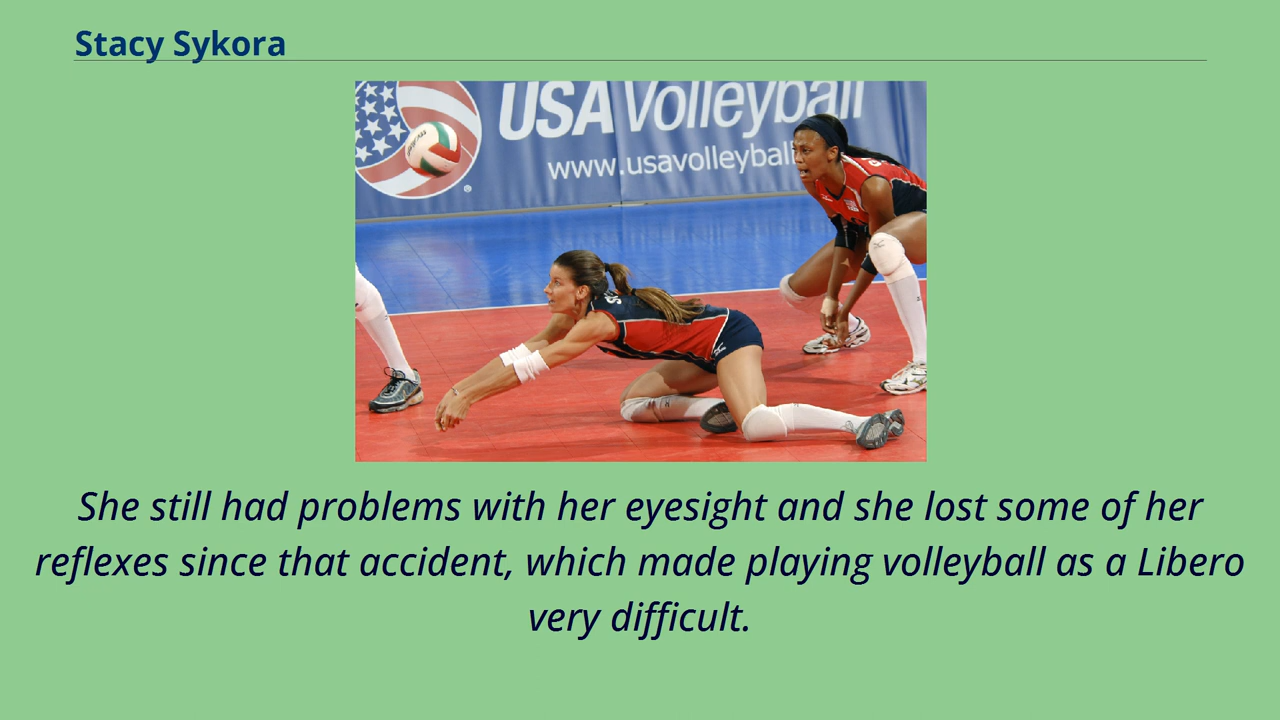 Stacy Sykora
USA Volleyball
www.usavolleyball
She still had problems with her eyesight and she lost some of her
reflexes since that accident, which made playing volleyball as a Libero
very difficult.